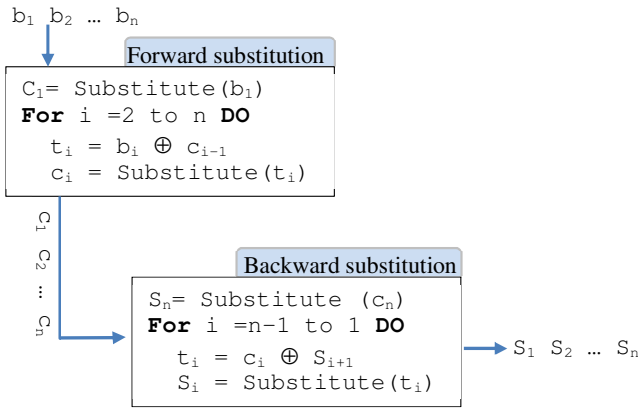 b₁ b₂ … bₙ
Forward substitution
C₁= Substitute(b₁)
For i =2 to n DO
tᵢ = bᵢ ⊕ cᵢ₋₁
cᵢ = Substitute(tᵢ)
C₁ C₂ … Cₙ
Backward substitution
Sₙ= Substitute (cₙ)
For i =n-1 to 1 DO
tᵢ = cᵢ ⊕ Sᵢ₊₁
Sᵢ = Substitute(tᵢ)
S₁ S₂ … Sₙ